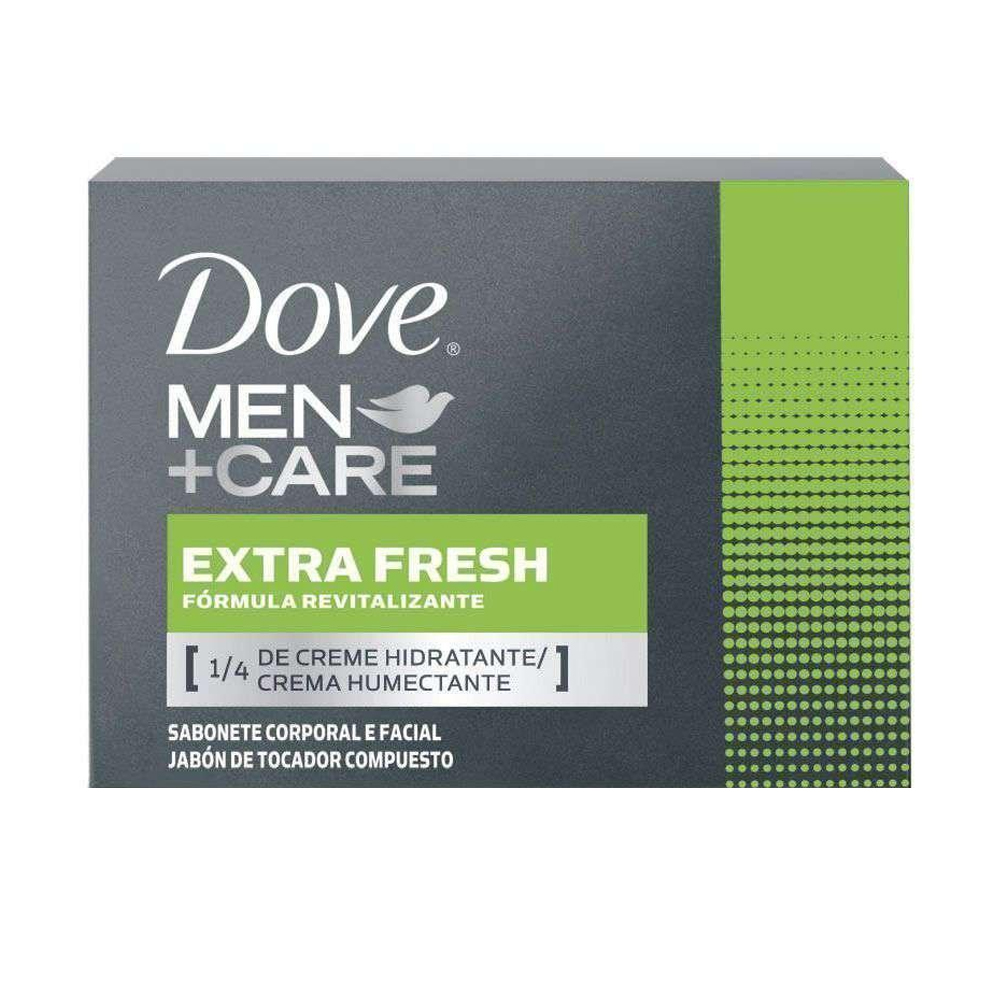 Dove®
MEN
+CARE
EXTRA FRESH
FÓRMULA REVITALIZANTE
[ 1/4 DE CREME HIDRATANTE/
CREMA HUMECTANTE ]
SABONETE CORPORAL E FACIAL
JABÓN DE TOCADOR COMPUESTO